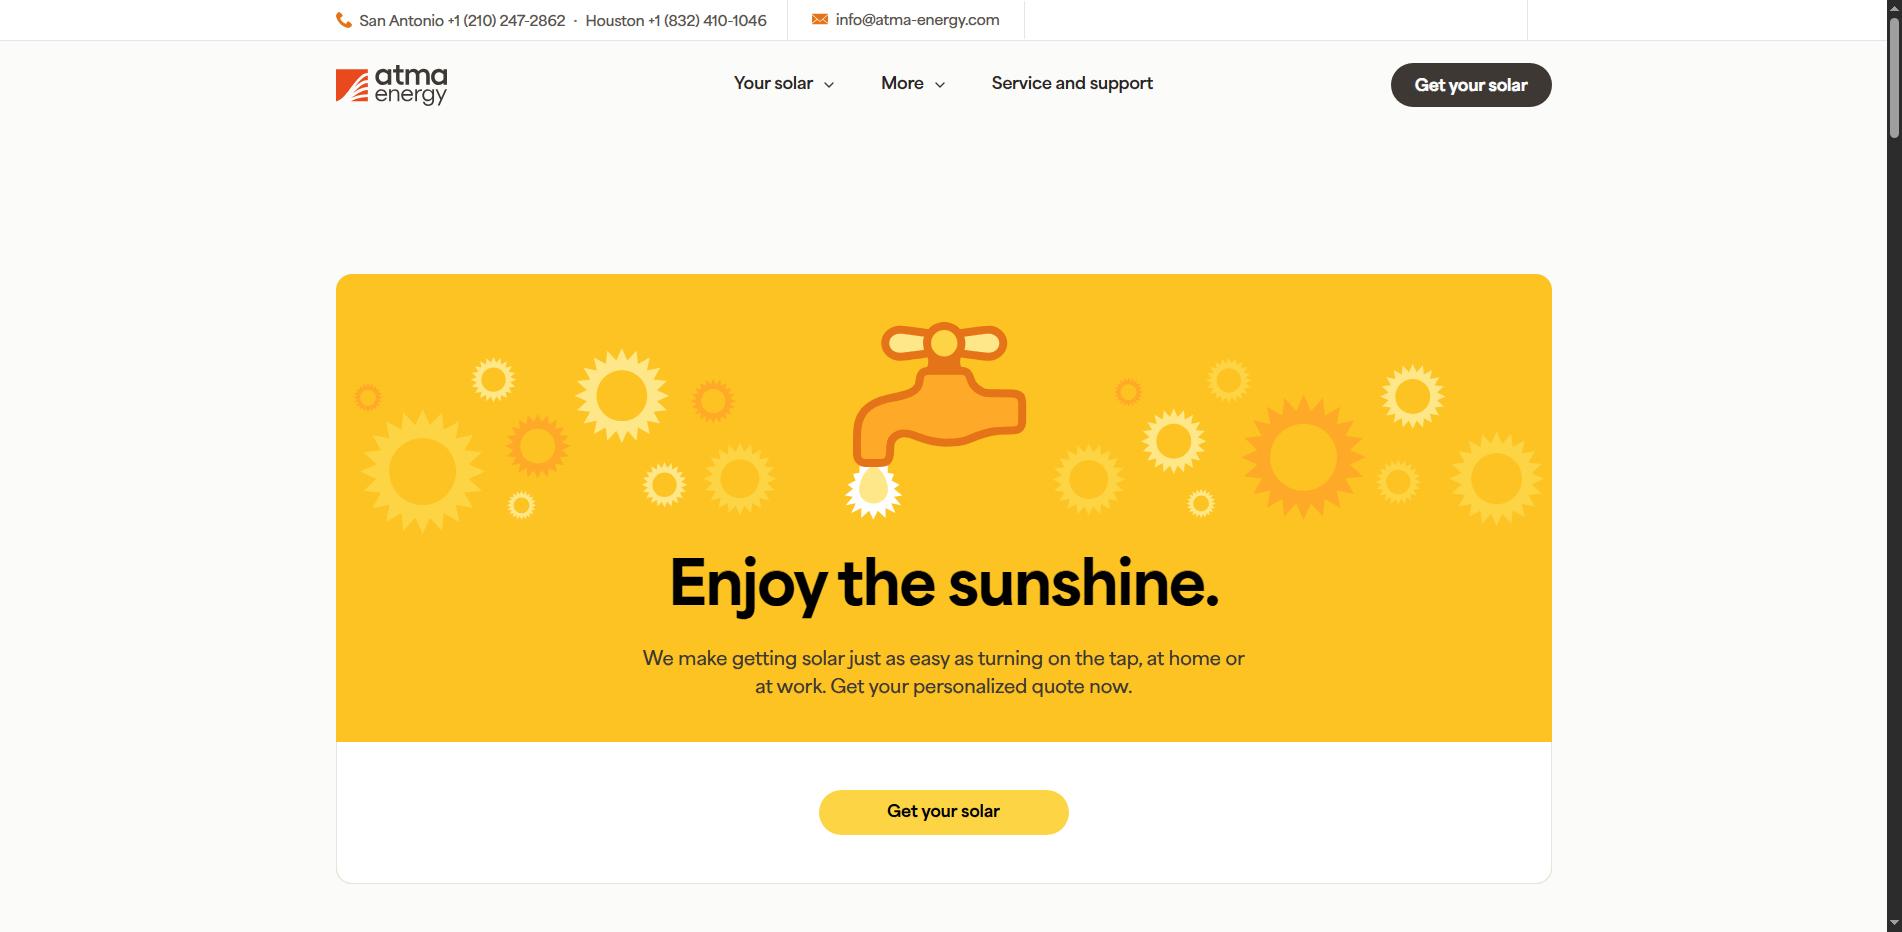 San Antonio +1 (210) 247-2862 · Houston +1 (832) 410-1046
info@atma-energy.com
atma
energy
Your solar
More
Service and support
Get your solar
Enjoy the sunshine.
We make getting solar just as easy as turning on the tap, at home or
at work. Get your personalized quote now.
Get your solar